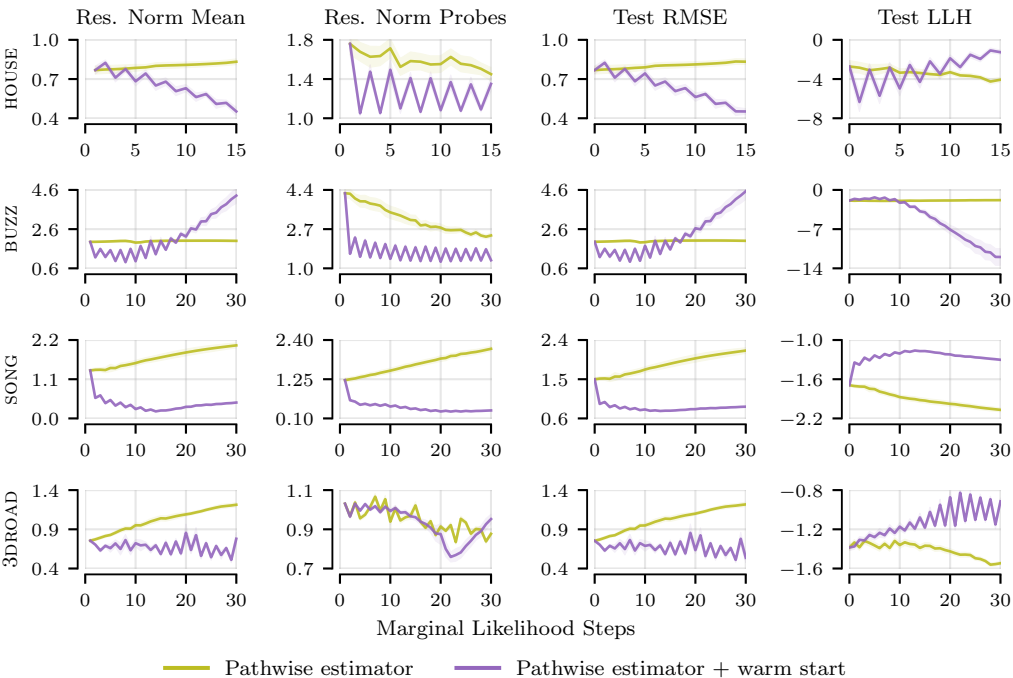 Res. Norm Mean Res. Norm Probes Test RMSE Test LLH
HOUSE
1.0 0.7 0.4
0 5 10 15
1.8 1.4 1.0
0 5 10 15
1.0 0.7 0.4
0 5 10 15
0 −4 −8
0 5 10 15
BUZZ
4.6 2.6 0.6
0 10 20 30
4.4 2.7 1.0
0 10 20 30
4.6 2.6 0.6
0 10 20 30
0 −7 −14
0 10 20 30
SONG
2.2 1.1 0.0
0 10 20 30
2.40 1.25 0.10
0 10 20 30
2.4 1.5 0.6
0 10 20 30
−1.0 −1.6 −2.2
0 10 20 30
3DROAD
1.4 0.9 0.4
0 10 20 30
1.1 0.9 0.7
0 10 20 30
1.4 0.9 0.4
0 10 20 30
−0.8 −1.2 −1.6
0 10 20 30
Marginal Likelihood Steps
Pathwise estimator Pathwise estimator + warm start